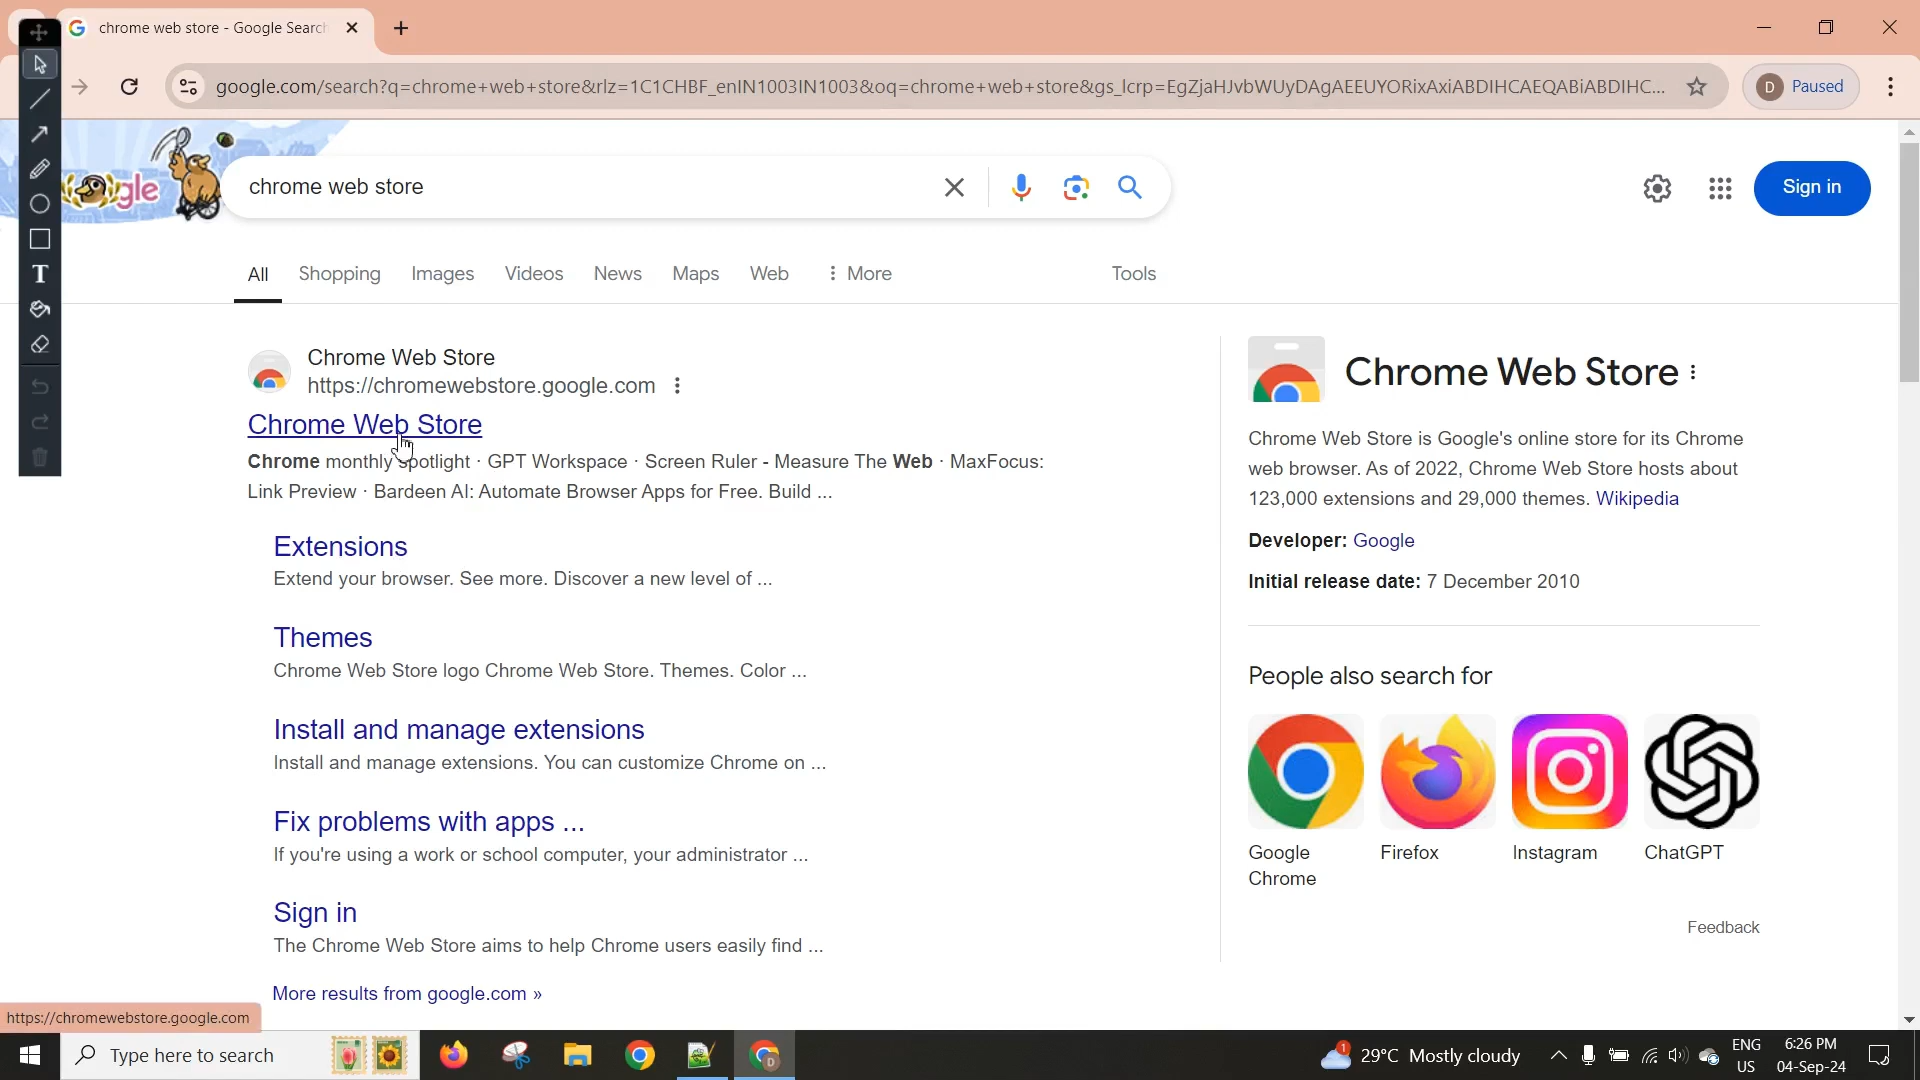 chrome web store - Google Search
google.com/search?q=chrome+web+store&rlz=1C1CHBF_enIN1003IN1003&oq=chrome+web+store&gs_lcrp=EgZjaHJvbWUyDAgAEEUYORixAxiABDIHCAEQABiABDIHC...
D Paused
chrome web store
Sign in
All Shopping Images Videos News Maps Web More Tools
Chrome Web Store
https://chromewebstore.google.com
Chrome Web Store
Chrome monthly spotlight · GPT Workspace · Screen Ruler - Measure The Web · MaxFocus:
Link Preview · Bardeen AI: Automate Browser Apps for Free. Build ...
Extensions
Extend your browser. See more. Discover a new level of ...
Themes
Chrome Web Store logo Chrome Web Store. Themes. Color ...
Install and manage extensions
Install and manage extensions. You can customize Chrome on ...
Fix problems with apps ...
If you're using a work or school computer, your administrator ...
Sign in
The Chrome Web Store aims to help Chrome users easily find ...
More results from google.com »
Chrome Web Store
Chrome Web Store is Google's online store for its Chrome
web browser. As of 2022, Chrome Web Store hosts about
123,000 extensions and 29,000 themes. Wikipedia
Developer: Google
Initial release date: 7 December 2010
People also search for
Google
Chrome
Firefox
Instagram
ChatGPT
Feedback
T
https://chromewebstore.google.com
Type here to search
D
1
29°C Mostly cloudy
ENG
US
6:26 PM
04-Sep-24